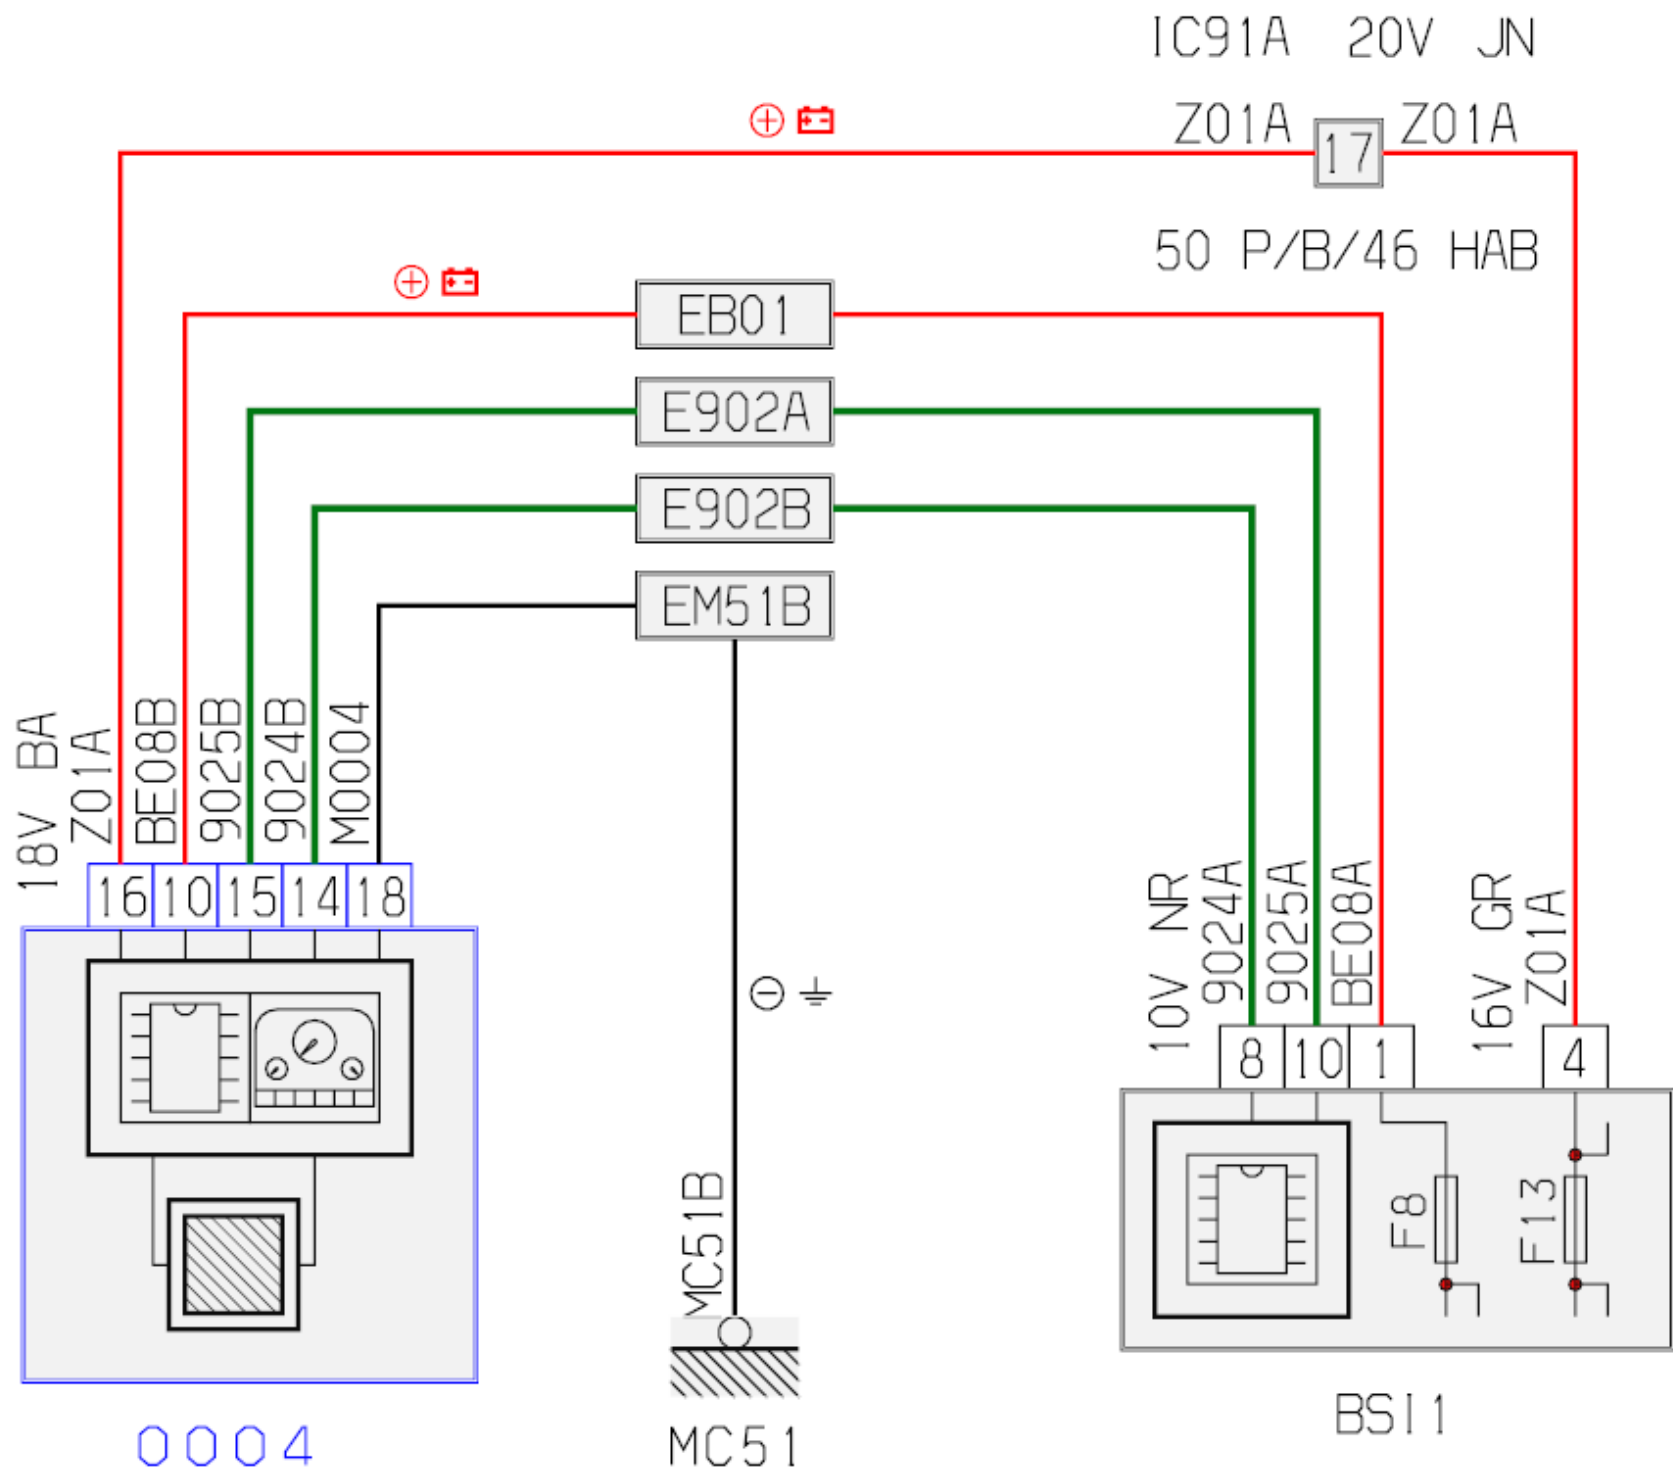 IC91A 20V JN
Z01A 17 Z01A
50 P/B/46 HAB
EB01
E902A
E902B
EM51B
18V BA
Z01A
BE08B
9025B
9024B
M0004
16 10 15 14 18
10V NR
9024A
9025A
BE08A
16V GR
Z01A
8 10 1 4
MC51B
F8
F13
0004
MC51
BSI1